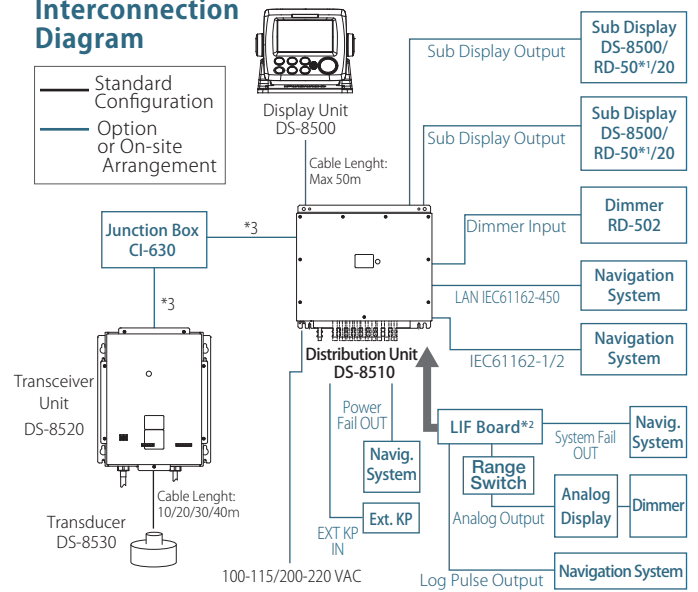 Interconnection
Diagram
Standard
Configuration
Option
or On-site
Arrangement
Display Unit
DS-8500
Cable Lenght:
Max 50m
Sub Display Output
Sub Display
DS-8500/
RD-50*1/20
Sub Display Output
Sub Display
DS-8500/
RD-50*1/20
Dimmer Input
Dimmer
RD-502
LAN IEC61162-450
Navigation
System
IEC61162-1/2
Navigation
System
Junction Box
CI-630
*3
*3
Distribution Unit
DS-8510
Transceiver
Unit
DS-8520
Cable Lenght:
10/20/30/40m
Transducer
DS-8530
Power
Fail OUT
Navig.
System
EXT KP
IN
Ext. KP
100-115/200-220 VAC
LIF Board*2
System Fail
OUT
Navig.
System
Range
Switch
Analog Output
Analog
Display
Dimmer
Log Pulse Output
Navigation System